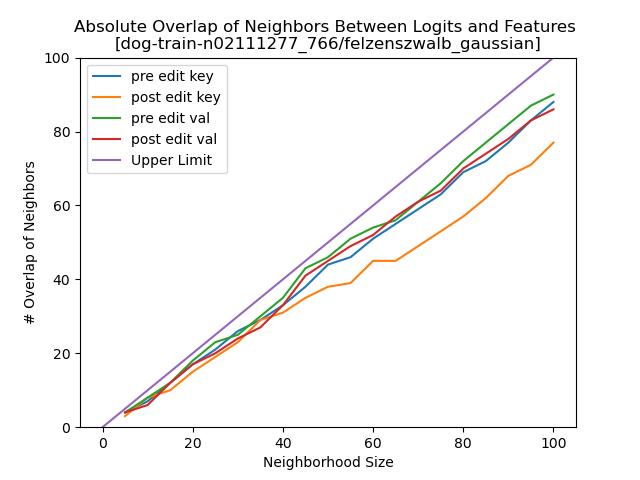 Absolute Overlap of Neighbors Between Logits and Features
[dog-train-n02111277_766/felzenszwalb_gaussian]
pre edit key
post edit key
pre edit val
post edit val
Upper Limit
# Overlap of Neighbors
100
80
60
40
20
0
0 20 40 60 80 100
Neighborhood Size